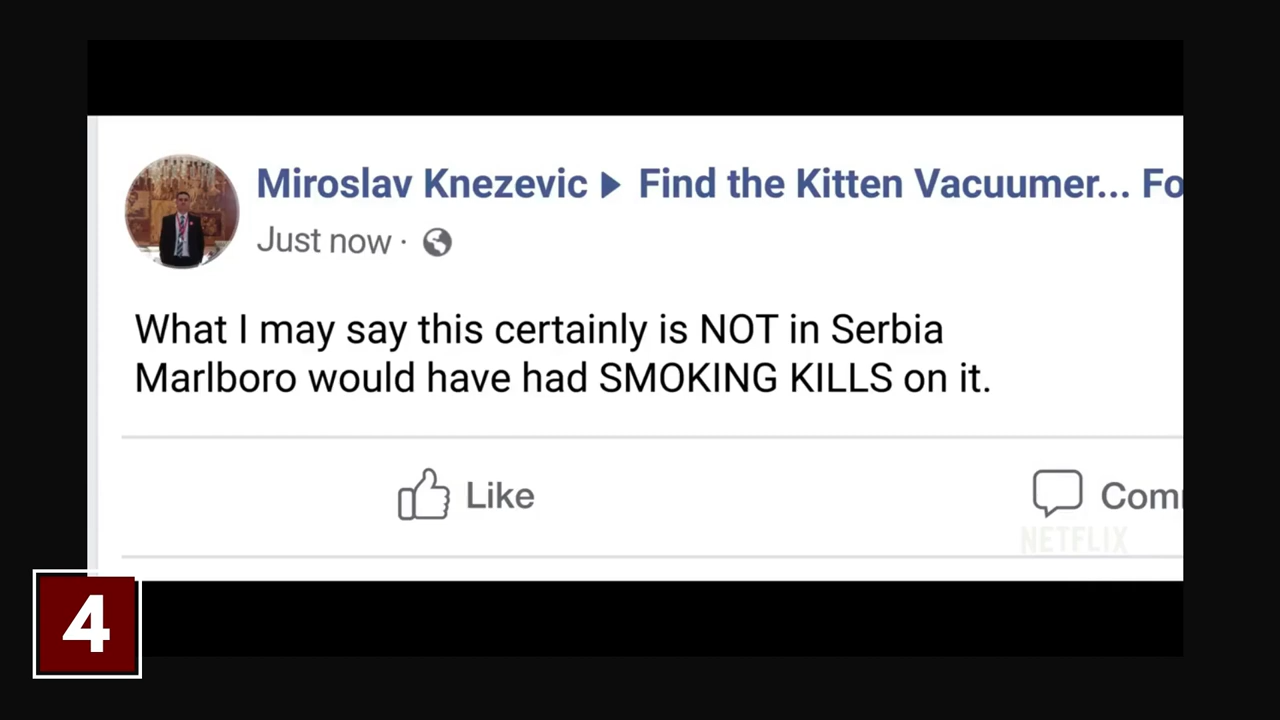 Miroslav Knezevic ▶ Find the Kitten Vacuumer... Fo
Just now ·
What I may say this certainly is NOT in Serbia
Marlboro would have had SMOKING KILLS on it.
Like
Com
NETFLIX
4